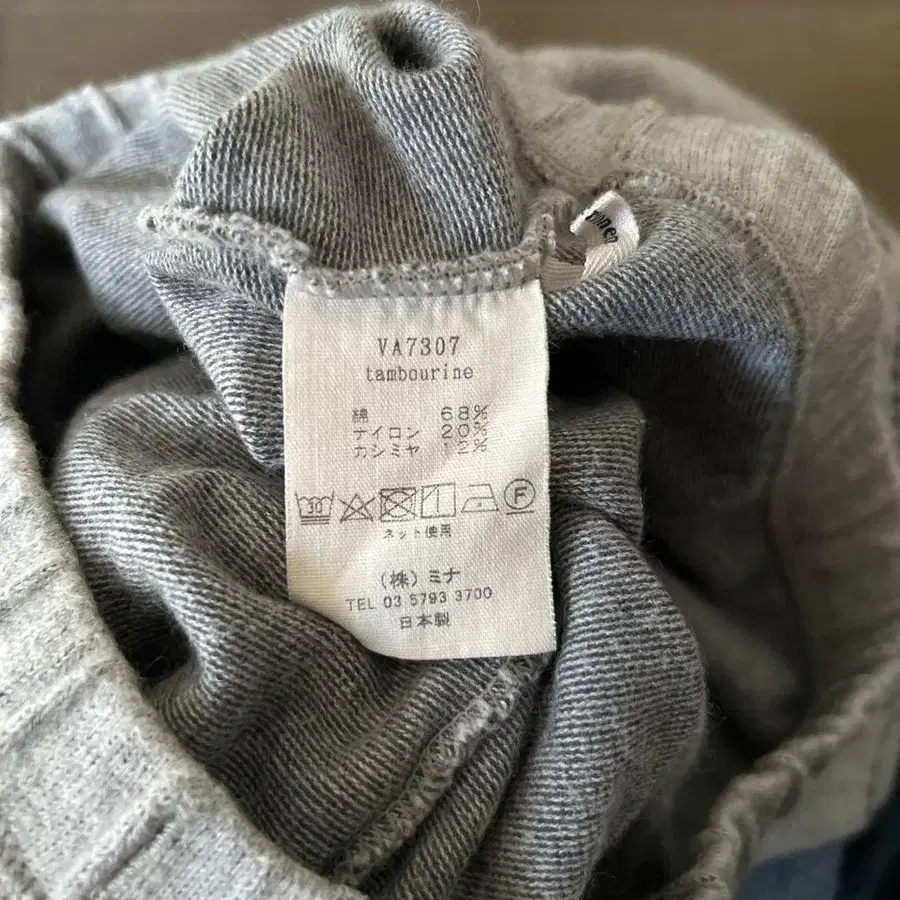 VA7307
tambourine
綿 68%
ナイロン 20%
カシミヤ 12%
30 F
ネット使用
(株)ミナ
TEL 03 5793 3700
日本製